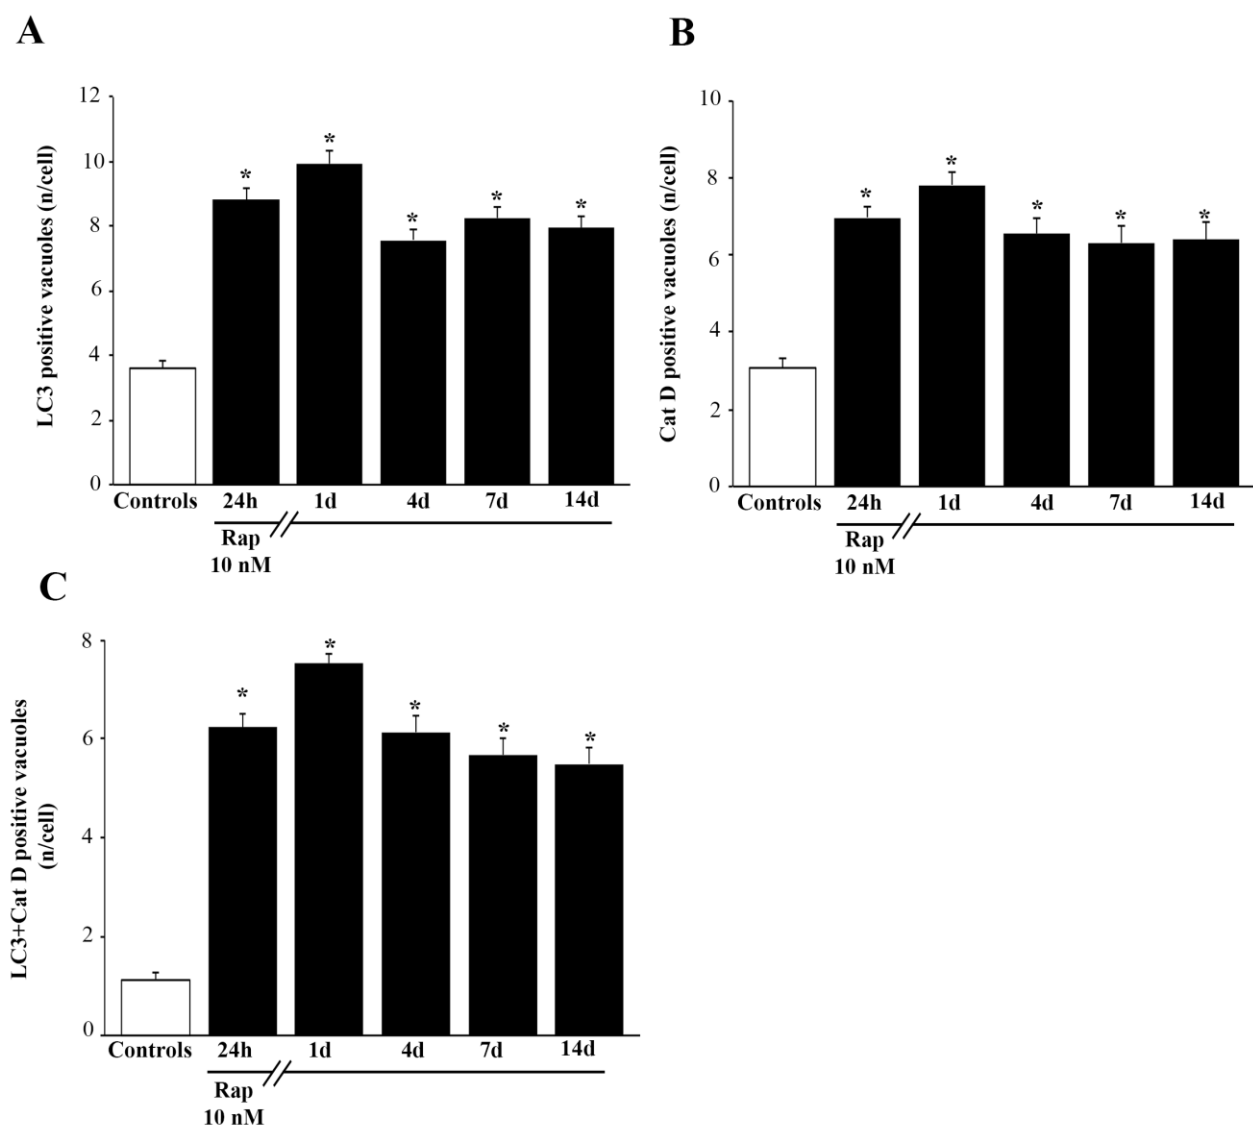 A
LC3 positive vacuoles (n/cell)
12
10
8
6
4
2
0
*
*
*
*
*
Controls 24h 1d 4d 7d 14d
Rap
10 nM
B
Cat D positive vacuoles (n/cell)
10
8
6
4
2
0
*
*
*
*
*
Controls 24h 1d 4d 7d 14d
Rap
10 nM
C
LC3+Cat D positive vacuoles
(n/cell)
8
6
4
2
0
*
*
*
*
*
Controls 24h 1d 4d 7d 14d
Rap
10 nM